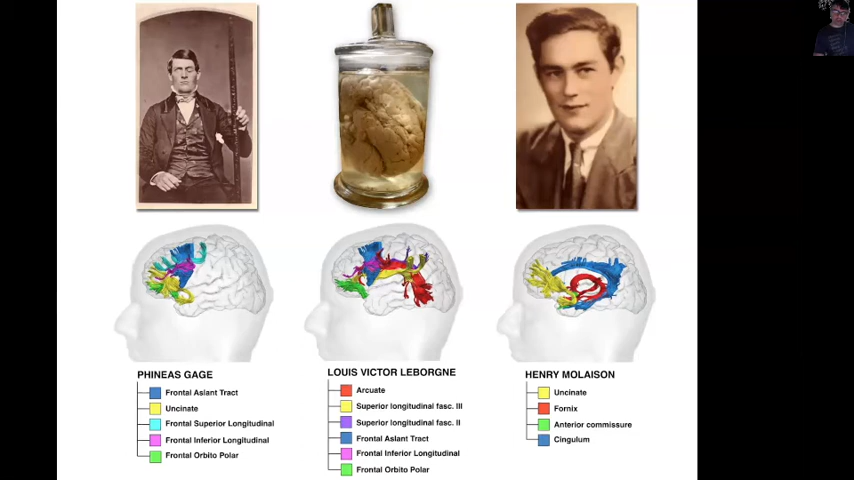 PHINEAS GAGE
Frontal Aslant Tract
Uncinate
Frontal Superior Longitudinal
Frontal Inferior Longitudinal
Frontal Orbito Polar
LOUIS VICTOR LEBORGNE
Arcuate
Superior longitudinal fasc. III
Superior longitudinal fasc. II
Frontal Aslant Tract
Frontal Inferior Longitudinal
Frontal Orbito Polar
HENRY MOLAISON
Uncinate
Fornix
Anterior commissure
Cingulum